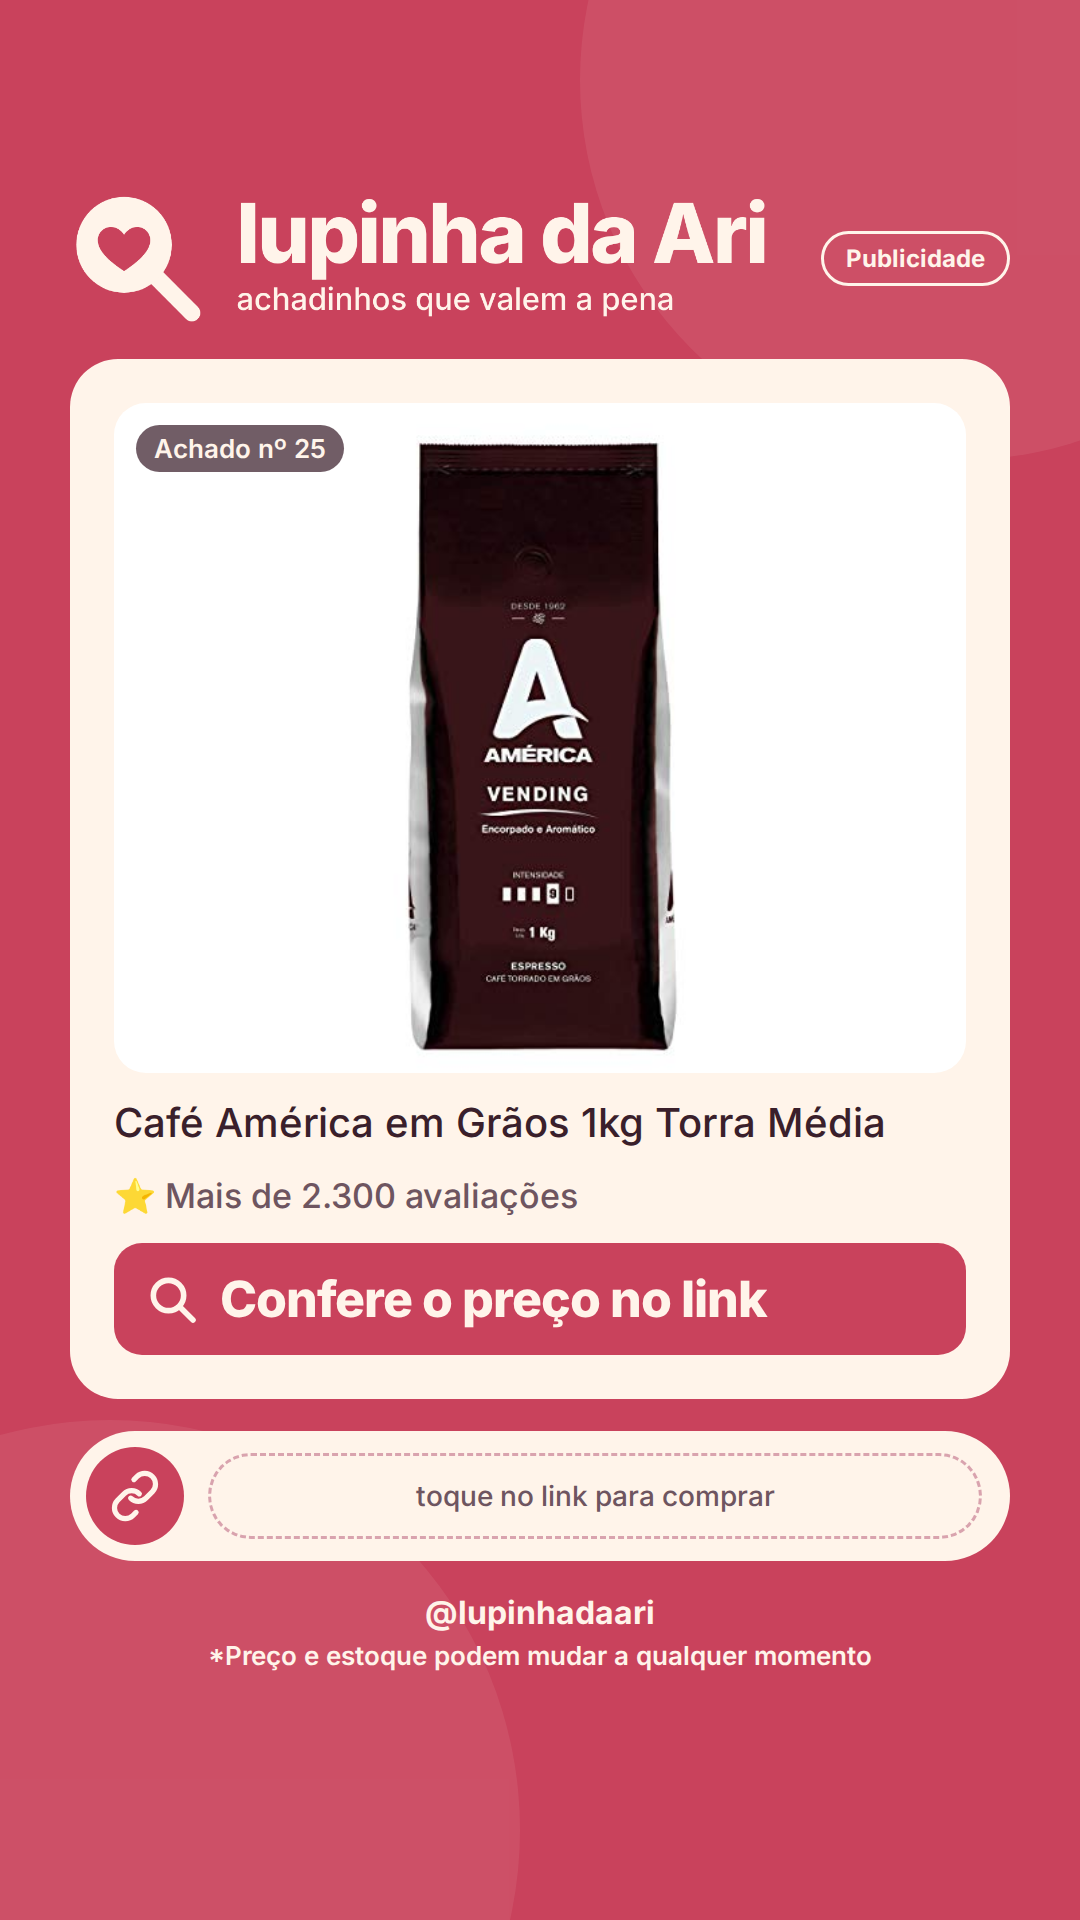 lupinha da Ari
achadinhos que valem a pena
Publicidade
Achado nº 25
DESDE 1962
A
AMÉRICA
VENDING
Encorpado e Aromático
INTENSIDADE
9
1 Kg
ESPRESSO
CAFÉ TORRADO EM GRÃOS
Café América em Grãos 1kg Torra Média
⭐ Mais de 2.300 avaliações
Confere o preço no link
toque no link para comprar
@lupinhadaari
*Preço e estoque podem mudar a qualquer momento